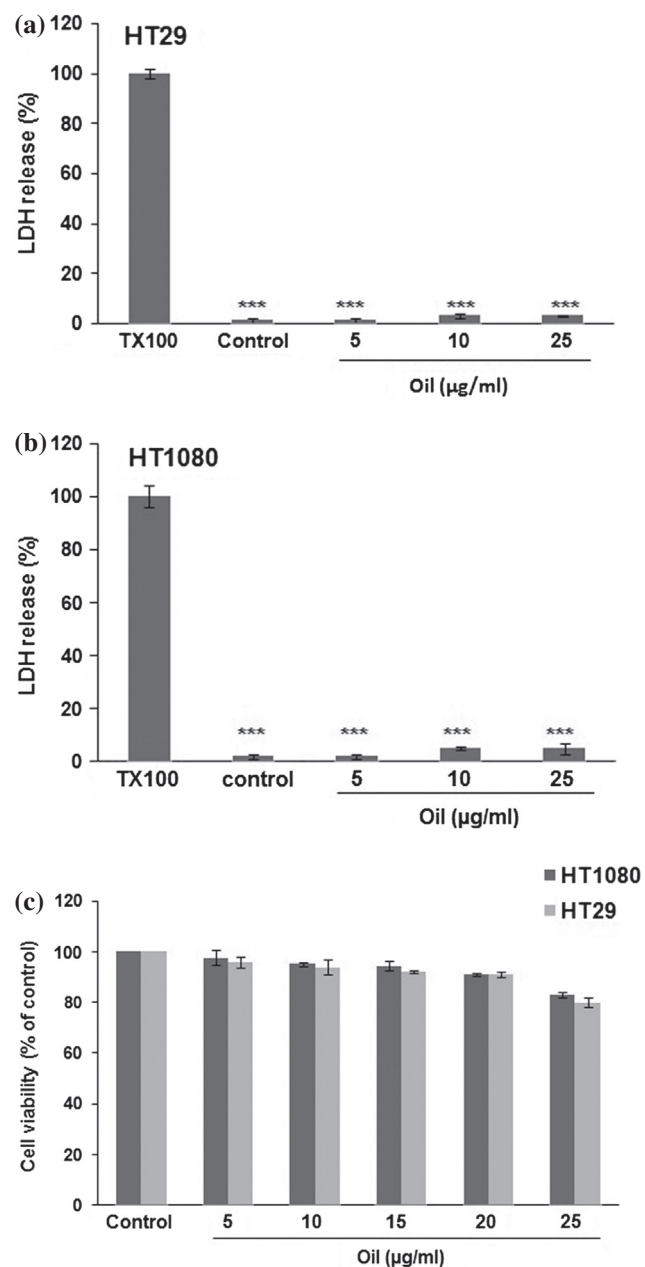 (a)
HT29
LDH release (%)
120
100
80
60
40
20
0
*** *** *** ***
TX100 Control 5 10 25
Oil (µg/ml)
(b)
HT1080
LDH release (%)
120
100
80
60
40
20
0
*** *** *** ***
TX100 control 5 10 25
Oil (µg/ml)
(c)
HT1080
HT29
Cell viability (% of control)
120
100
80
60
40
20
0
Control 5 10 15 20 25
Oil (µg/ml)